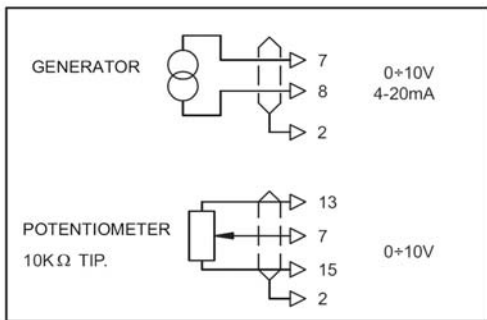 GENERATOR
7
8
2
0÷10V
4-20mA
POTENTIOMETER
10KΩ TIP.
13
7
15
2
0÷10V